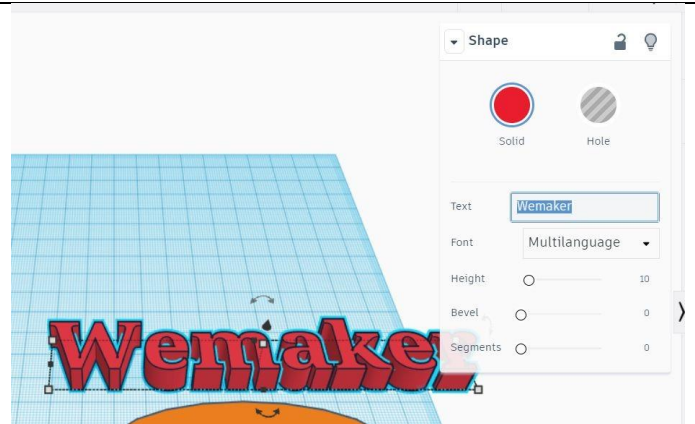 Shape
Solid Hole
Text Wemaker
Font Multilanguage
Height 10
Bevel 0
Segments 0
Wemaker